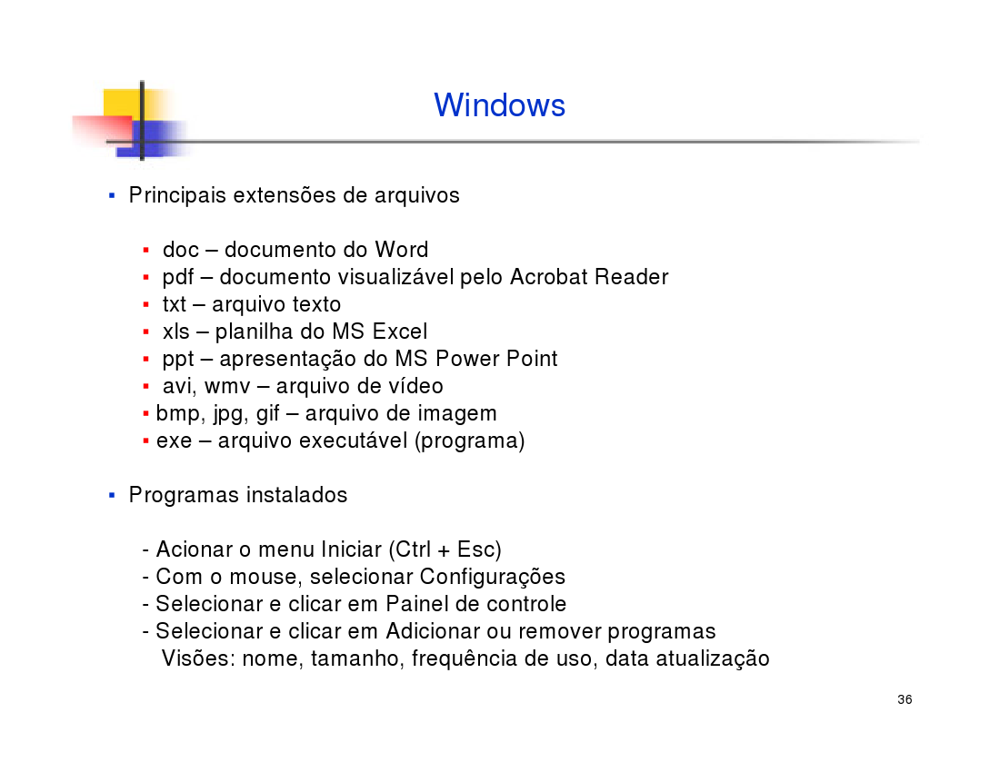 Windows
▪ Principais extensões de arquivos
▪ doc – documento do Word
▪ pdf – documento visualizável pelo Acrobat Reader
▪ txt – arquivo texto
▪ xls – planilha do MS Excel
▪ ppt – apresentação do MS Power Point
▪ avi, wmv – arquivo de vídeo
▪ bmp, jpg, gif – arquivo de imagem
▪ exe – arquivo executável (programa)
▪ Programas instalados
- Acionar o menu Iniciar (Ctrl + Esc)
- Com o mouse, selecionar Configurações
- Selecionar e clicar em Painel de controle
- Selecionar e clicar em Adicionar ou remover programas
Visões: nome, tamanho, frequência de uso, data atualização
36